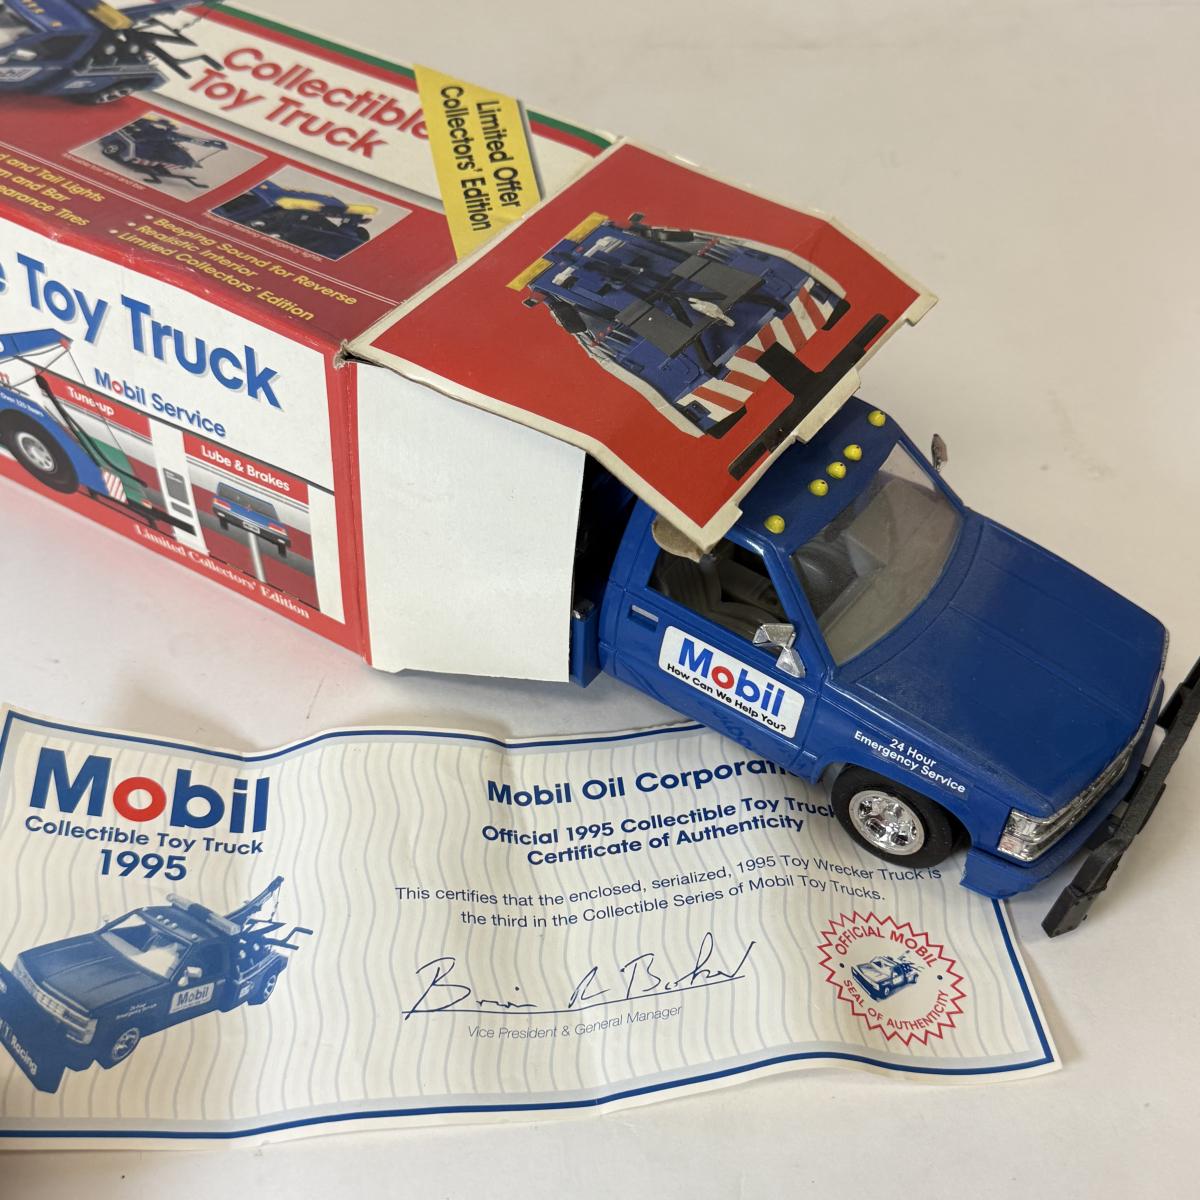 Collectible
Toy Truck
Limited Offer
Collectors' Edition
and Tail Lights
and Bar
Tires
• Beeping Sound for Reverse
• Realistic Interior
• Limited Collectors' Edition
Toy Truck
Mobil Service
Tune-up
Lube & Brakes
Limited Collectors' Edition
Mobil
How Can We Help You?
24 Hour
Emergency Service
Mobil
Collectible Toy Truck
1995
Mobil
Racing
Mobil Oil
Official 1995 Collectible Toy
Certificate of Authenticity
This certifies that the enclosed, serialized, 1995 Toy Wrecker Truck is
the third in the Collectible Series of Mobil Toy Trucks.
Vice President & General Manager
OFFICIAL MOBIL
SEAL OF AUTHENTICITY